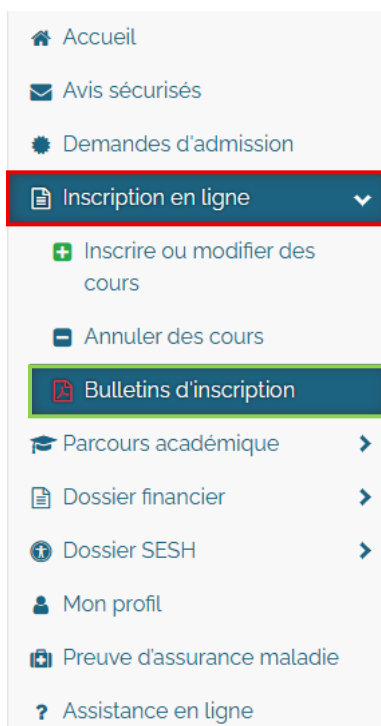 Accueil
Avis sécurisés
Demandes d'admission
Inscription en ligne
Inscrire ou modifier des
cours
Annuler des cours
Bulletins d'inscription
Parcours académique
Dossier financier
Dossier SESH
Mon profil
Preuve d'assurance maladie
? Assistance en ligne